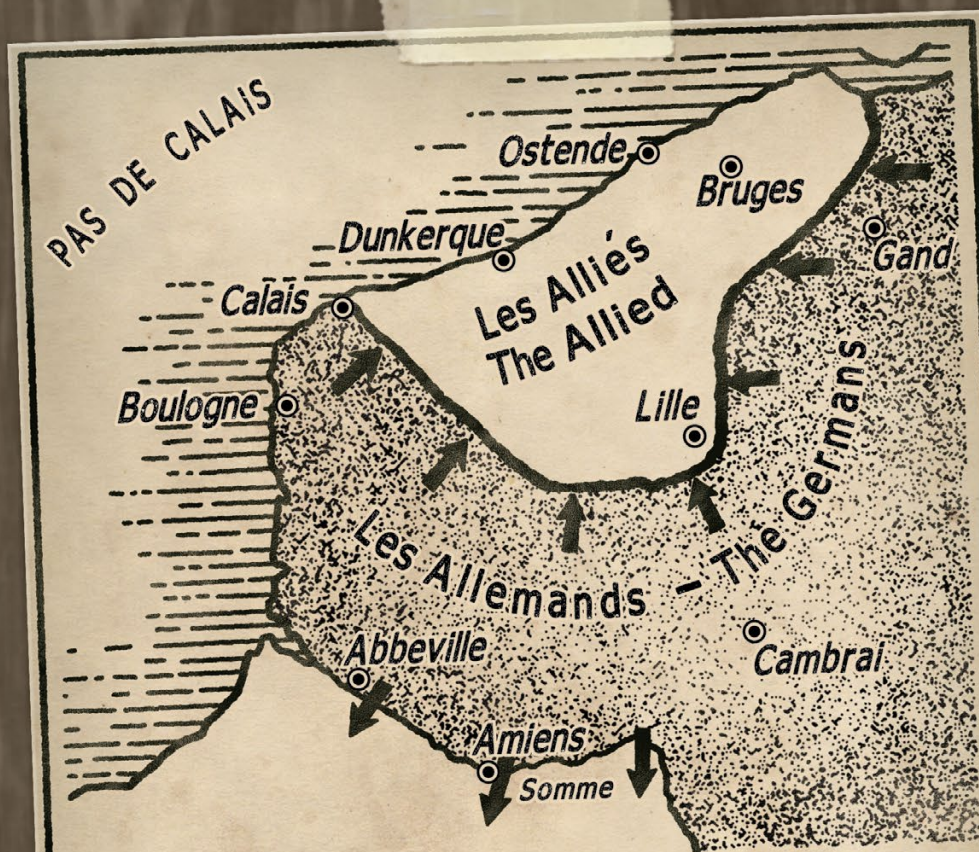 PAS DE CALAIS
Ostende
Bruges
Dunkerque
Gand
Calais
Les Alliés
The Allied
Boulogne
Lille
Les Allemands – The Germans
Abbeville
Cambrai
Amiens
Somme